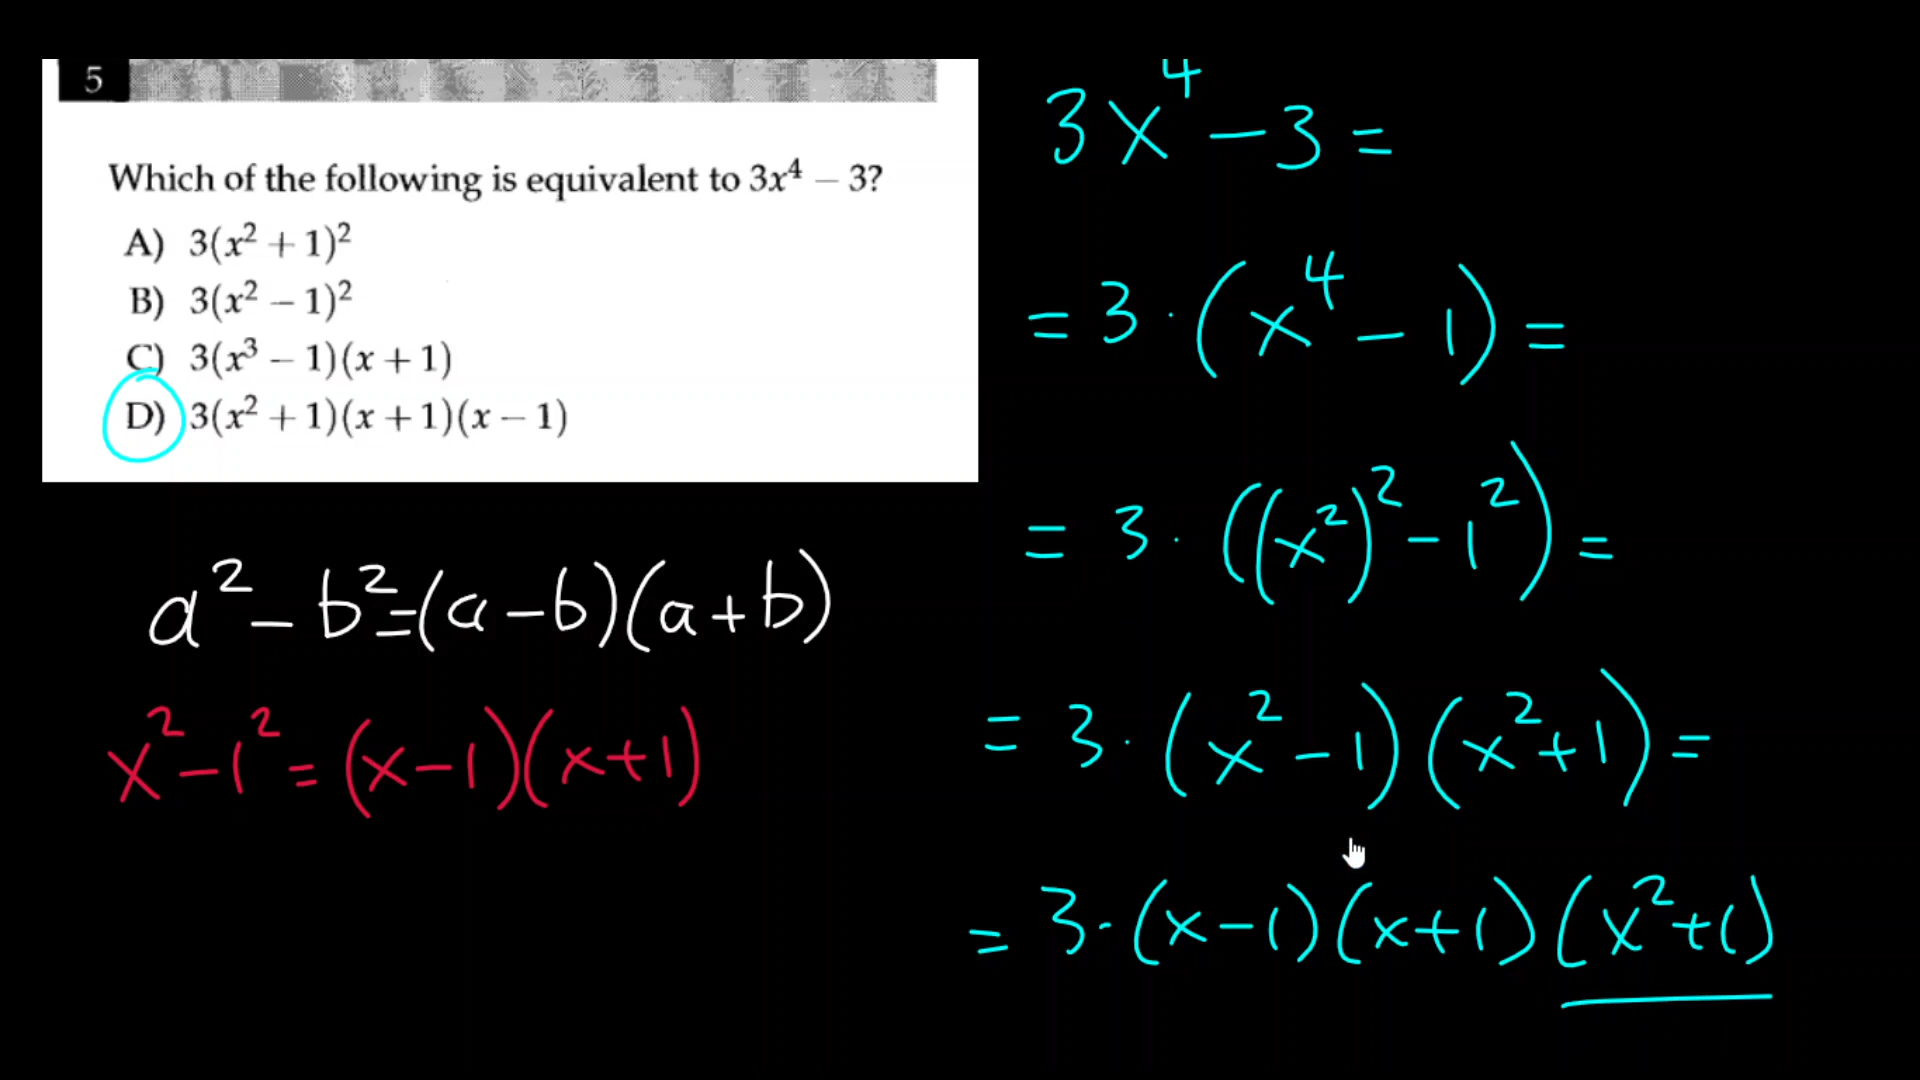 5
Which of the following is equivalent to 3x⁴ − 3?
A) 3(x² + 1)²
B) 3(x² − 1)²
C) 3(x³ − 1)(x + 1)
D) 3(x² + 1)(x + 1)(x − 1)
a² − b² = (a − b)(a + b)
x² − 1² = (x − 1)(x + 1)
3x⁴ − 3 =
= 3 · (x⁴ − 1) =
= 3 · ((x²)² − 1²) =
= 3 · (x² − 1)(x² + 1) =
= 3 · (x − 1)(x + 1)(x² + 1)